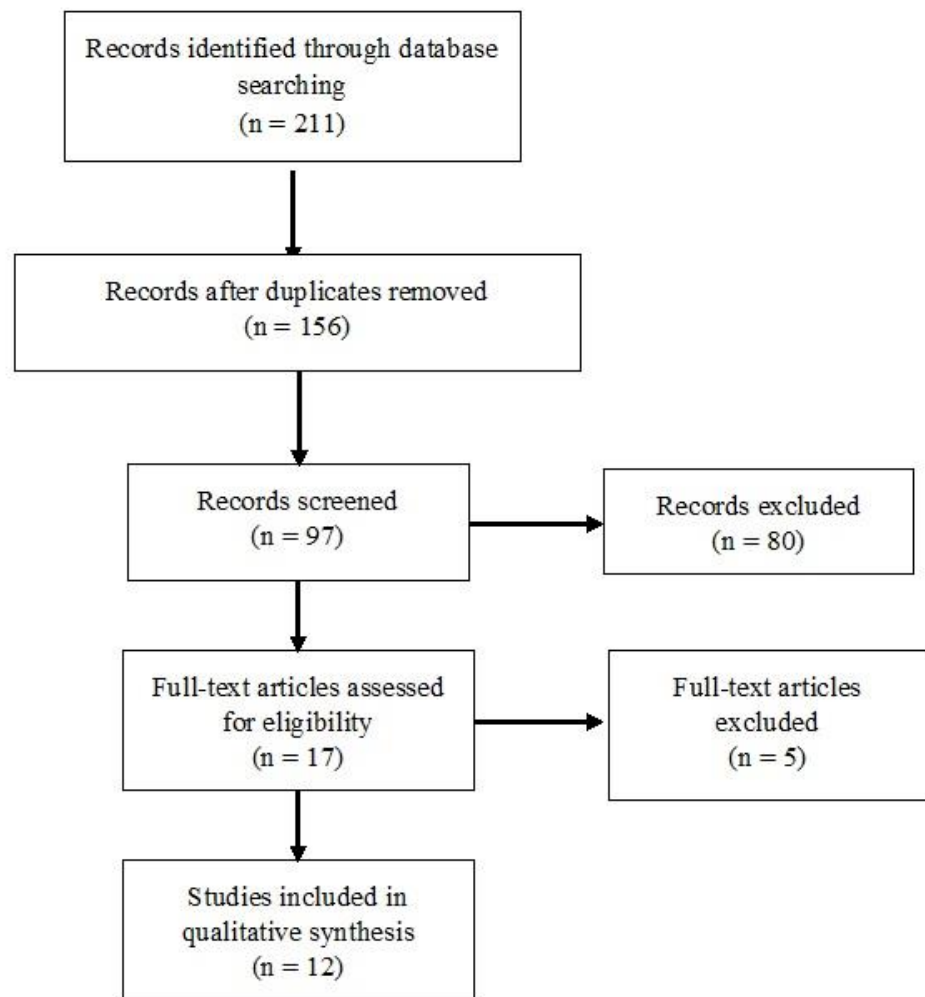 Records identified through database
searching
(n = 211)
Records after duplicates removed
(n = 156)
Records screened
(n = 97)
Records excluded
(n = 80)
Full-text articles assessed
for eligibility
(n = 17)
Full-text articles
excluded
(n = 5)
Studies included in
qualitative synthesis
(n = 12)